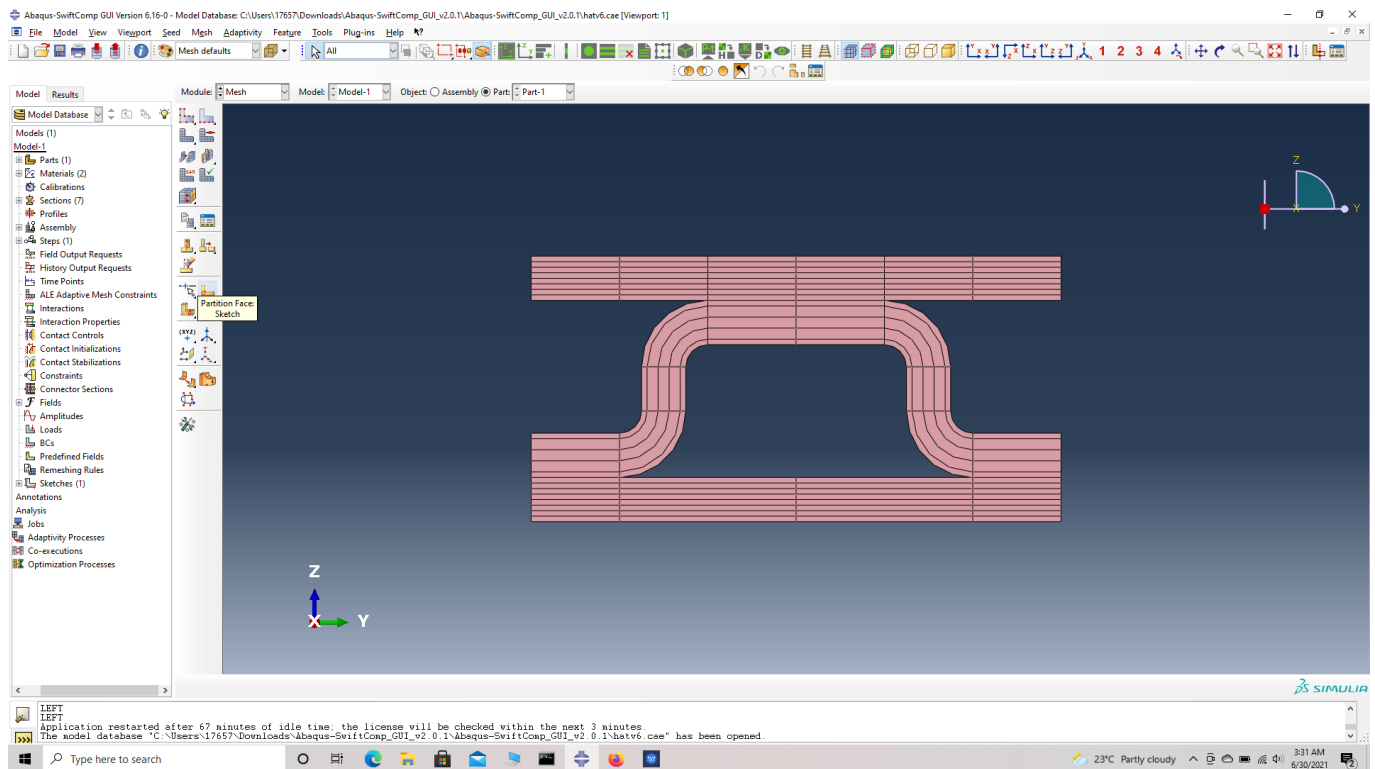 Abaqus-SwiftComp GUI Version 6.16-0 - Model Database: C:\Users\17657\Downloads\Abaqus-SwiftComp_GUI_v2.0.1\Abaqus-SwiftComp_GUI_v2.0.1\hatv6.cae [Viewport: 1]
File Model View Viewport Seed Mesh Adaptivity Feature Tools Plug-ins Help
Mesh defaults All 1 2 3 4
Model Results
Module: Mesh Model: Model-1 Object: Assembly Part: Part-1
Model Database
Models (1)
Model-1
Parts (1)
Materials (2)
Calibrations
Sections (7)
Profiles
Assembly
Steps (1)
Field Output Requests
History Output Requests
Time Points
ALE Adaptive Mesh Constraints
Interactions
Interaction Properties
Contact Controls
Contact Initializations
Contact Stabilizations
Constraints
Connector Sections
Fields
Amplitudes
Loads
BCs
Predefined Fields
Remeshing Rules
Sketches (1)
Annotations
Analysis
Jobs
Adaptivity Processes
Co-executions
Optimization Processes
Partition Face:
Sketch
(XYZ)
Z
X
Y
Z
X
Y
SIMULIA
LEFT
LEFT
Application restarted after 67 minutes of idle time; the license will be checked within the next 3 minutes
The model database "C:\Users\17657\Downloads\Abaqus-SwiftComp_GUI_v2.0.1\Abaqus-SwiftComp_GUI_v2.0.1\hatv6.cae" has been opened.
Type here to search
23°C Partly cloudy
3:31 AM
6/30/2021